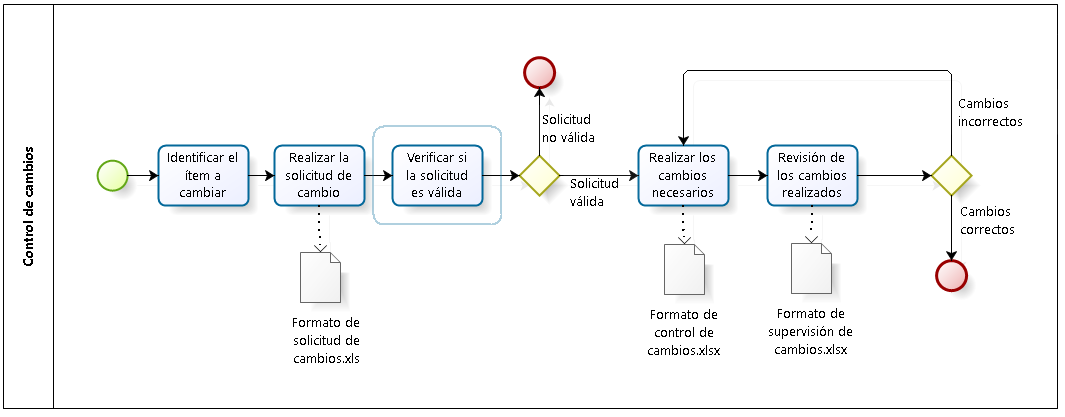 Control de cambios
Identificar el
ítem a
cambiar
Realizar la
solicitud de
cambio
Verificar si
la solicitud
es válida
Solicitud
no válida
Solicitud
válida
Realizar los
cambios
necesarios
Revisión de
los cambios
realizados
Cambios
incorrectos
Cambios
correctos
Formato de
solicitud de
cambios.xls
Formato de
control de
cambios.xlsx
Formato de
supervisión de
cambios.xlsx